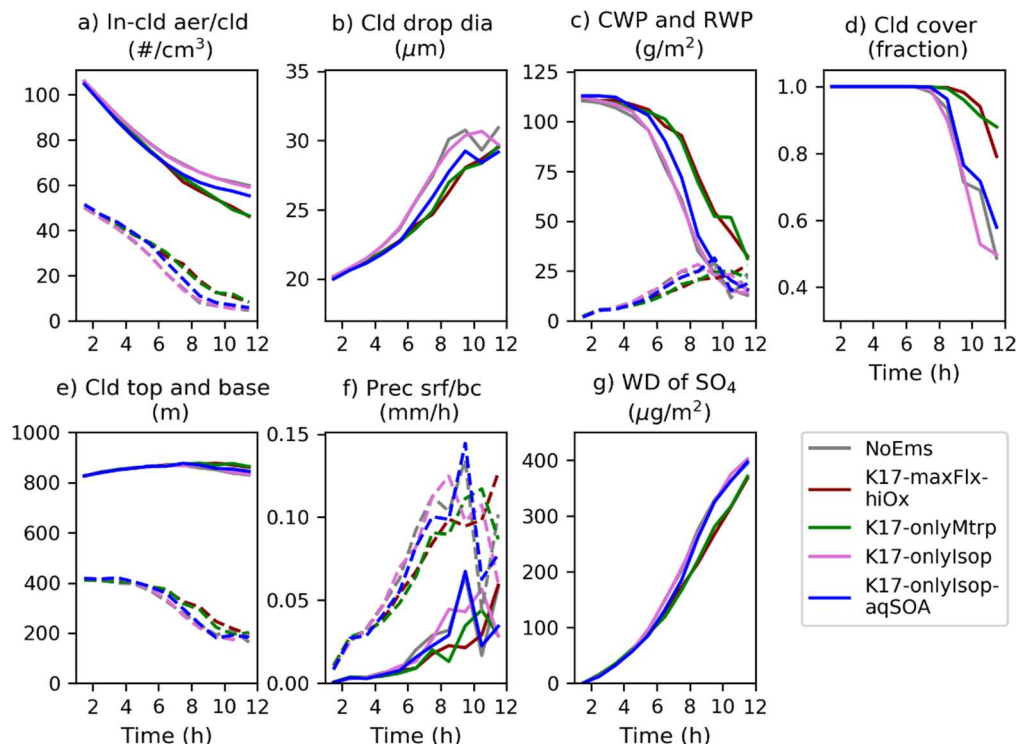 a) In-cld aer/cld
(#/cm³)
100
80
60
40
20
0
2 4 6 8 10 12
b) Cld drop dia
(μm)
35
30
25
20
2 4 6 8 10 12
c) CWP and RWP
(g/m²)
125
100
75
50
25
0
2 4 6 8 10 12
d) Cld cover
(fraction)
1.0
0.8
0.6
0.4
2 4 6 8 10 12
Time (h)
e) Cld top and base
(m)
1000
800
600
400
200
0
2 4 6 8 10 12
Time (h)
f) Prec srf/bc
(mm/h)
0.15
0.10
0.05
0.00
2 4 6 8 10 12
Time (h)
g) WD of SO₄
(μg/m²)
400
300
200
100
0
2 4 6 8 10 12
Time (h)
NoEms
K17-maxFlx-
hiOx
K17-onlyMtrp
K17-onlyIsop
K17-onlyIsop-
aqSOA